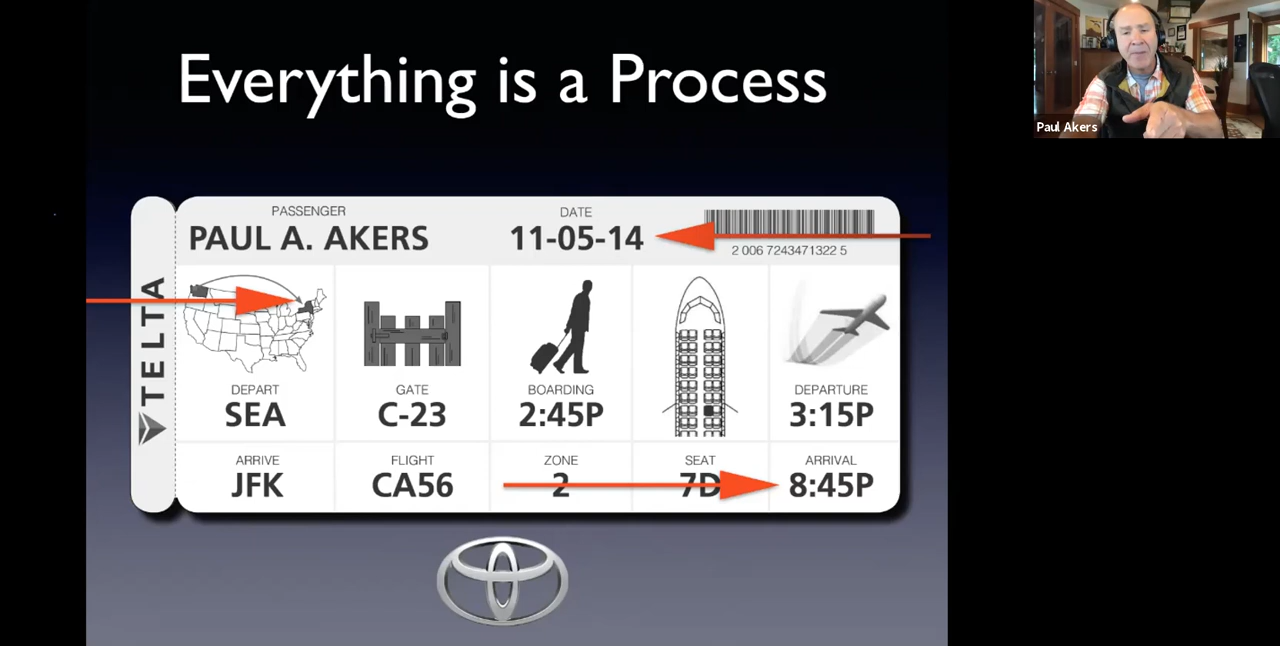 Everything is a Process
Paul Akers
TELTA
PASSENGER
PAUL A. AKERS
DATE
11-05-14
2 006 7243471322 5
DEPART
SEA
GATE
C-23
BOARDING
2:45P
DEPARTURE
3:15P
ARRIVE
JFK
FLIGHT
CA56
ZONE
2
SEAT
7D
ARRIVAL
8:45P